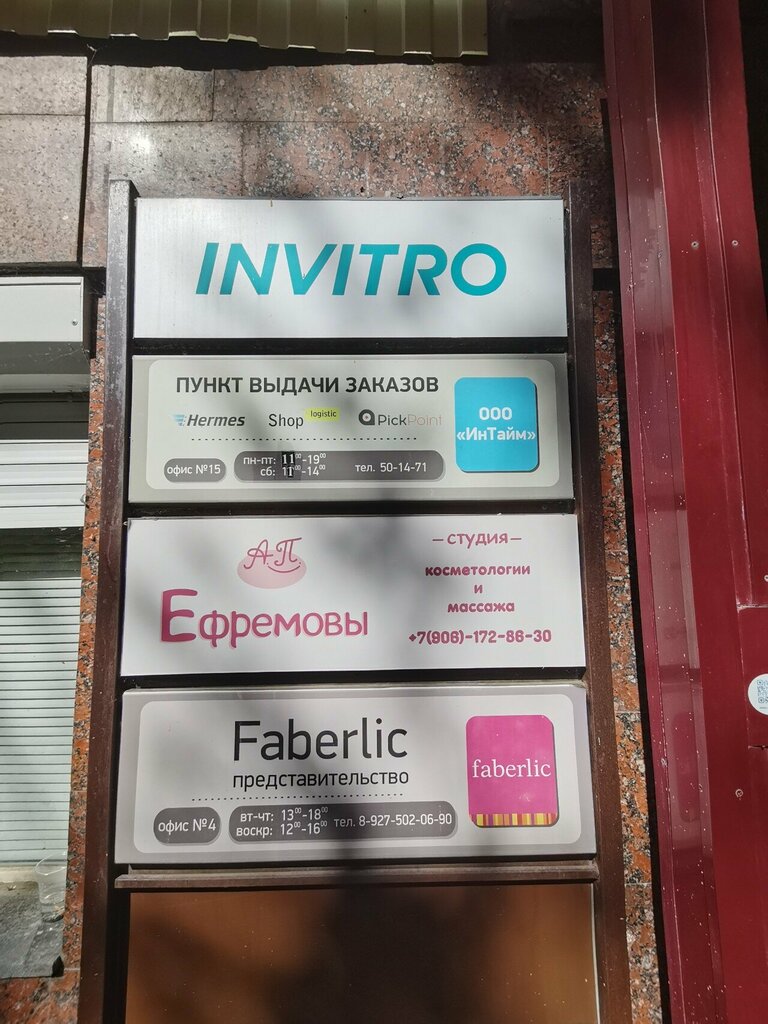 INVITRO
ПУНКТ ВЫДАЧИ ЗАКАЗОВ
Hermes Shop logistic PickPoint
ООО
«ИнТайм»
офис №15
пн-пт: 11⁰⁰-19⁰⁰
сб: 11⁰⁰-14⁰⁰
тел. 50-14-71
А.П.
Ефремовы
–студия–
косметологии
и
массажа
+7(906)-172-86-30
Faberlic
представительство
faberlic
офис №4
вт-чт: 13⁰⁰-18⁰⁰
воскр: 12⁰⁰-16⁰⁰
тел. 8-927-502-06-90